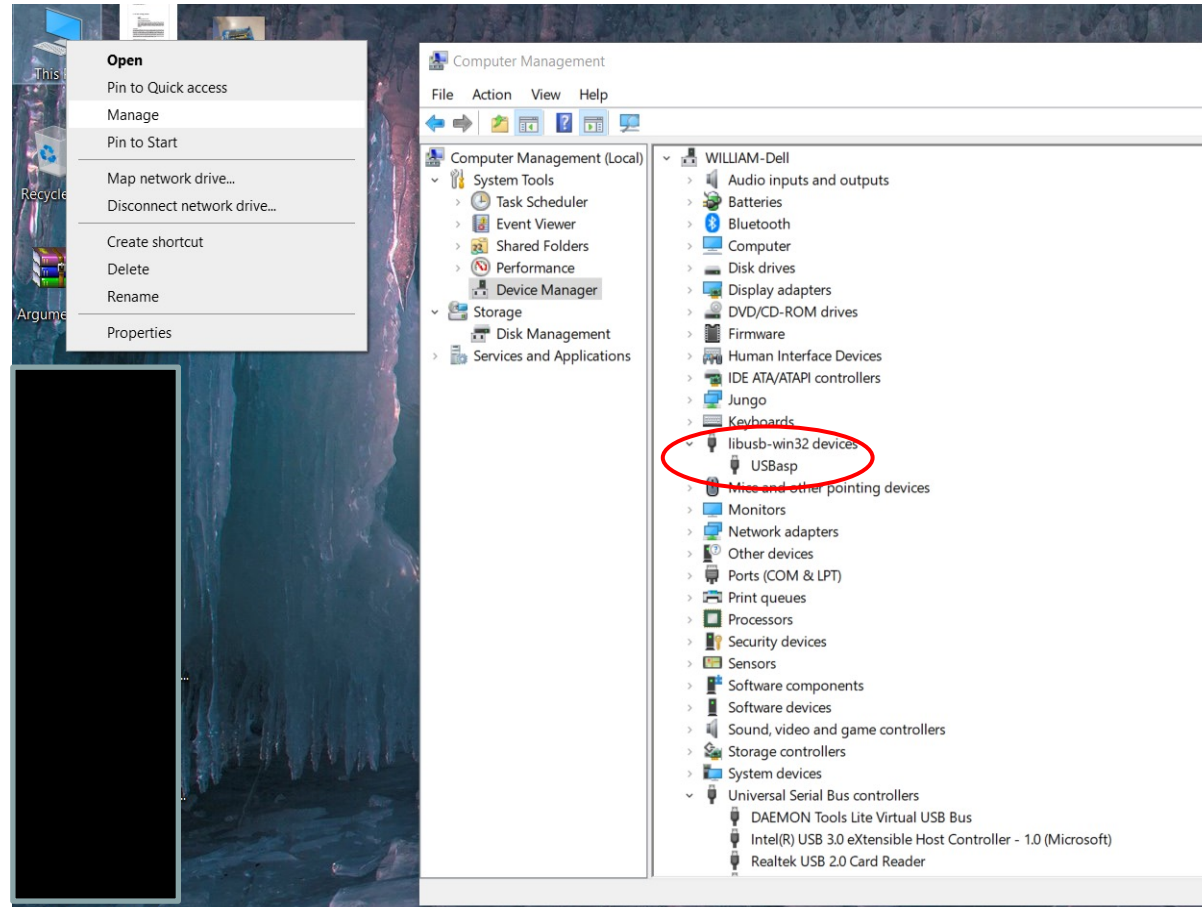 This
Recycle
Argume
Open
Pin to Quick access
Manage
Pin to Start
Map network drive...
Disconnect network drive...
Create shortcut
Delete
Rename
Properties
...
Computer Management
File Action View Help
Computer Management (Local)
System Tools
Task Scheduler
Event Viewer
Shared Folders
Performance
Device Manager
Storage
Disk Management
Services and Applications
WILLIAM-Dell
Audio inputs and outputs
Batteries
Bluetooth
Computer
Disk drives
Display adapters
DVD/CD-ROM drives
Firmware
Human Interface Devices
IDE ATA/ATAPI controllers
Jungo
Keyboards
libusb-win32 devices
USBasp
Mice and other pointing devices
Monitors
Network adapters
Other devices
Ports (COM & LPT)
Print queues
Processors
Security devices
Sensors
Software components
Software devices
Sound, video and game controllers
Storage controllers
System devices
Universal Serial Bus controllers
DAEMON Tools Lite Virtual USB Bus
Intel(R) USB 3.0 eXtensible Host Controller - 1.0 (Microsoft)
Realtek USB 2.0 Card Reader